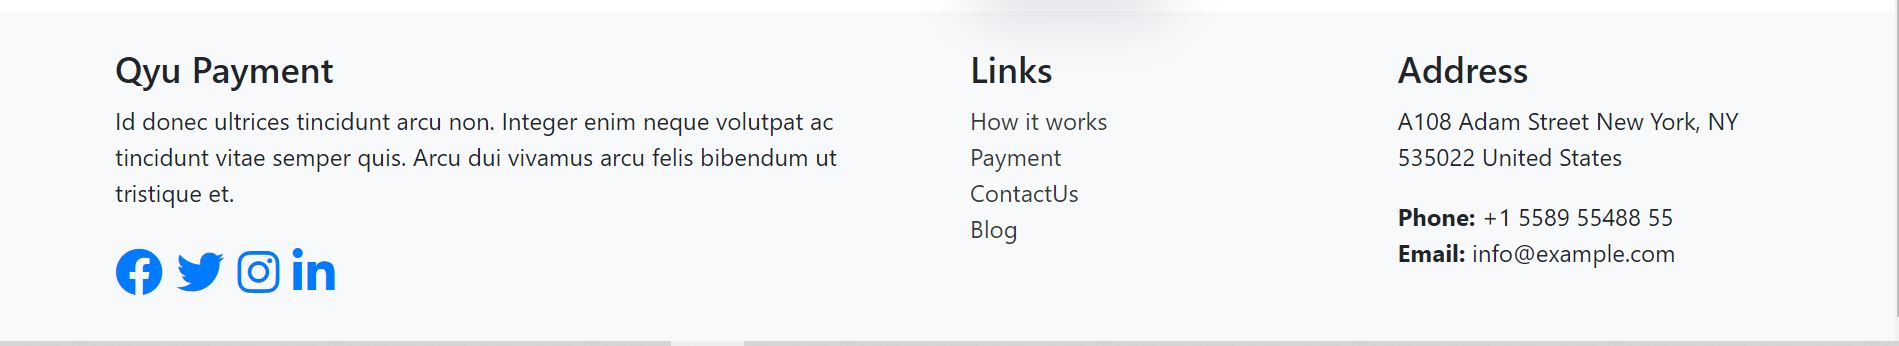 Qyu Payment
Id donec ultrices tincidunt arcu non. Integer enim neque volutpat ac
tincidunt vitae semper quis. Arcu dui vivamus arcu felis bibendum ut
tristique et.
Links
How it works
Payment
ContactUs
Blog
Address
A108 Adam Street New York, NY
535022 United States
Phone: +1 5589 55488 55
Email: info@example.com